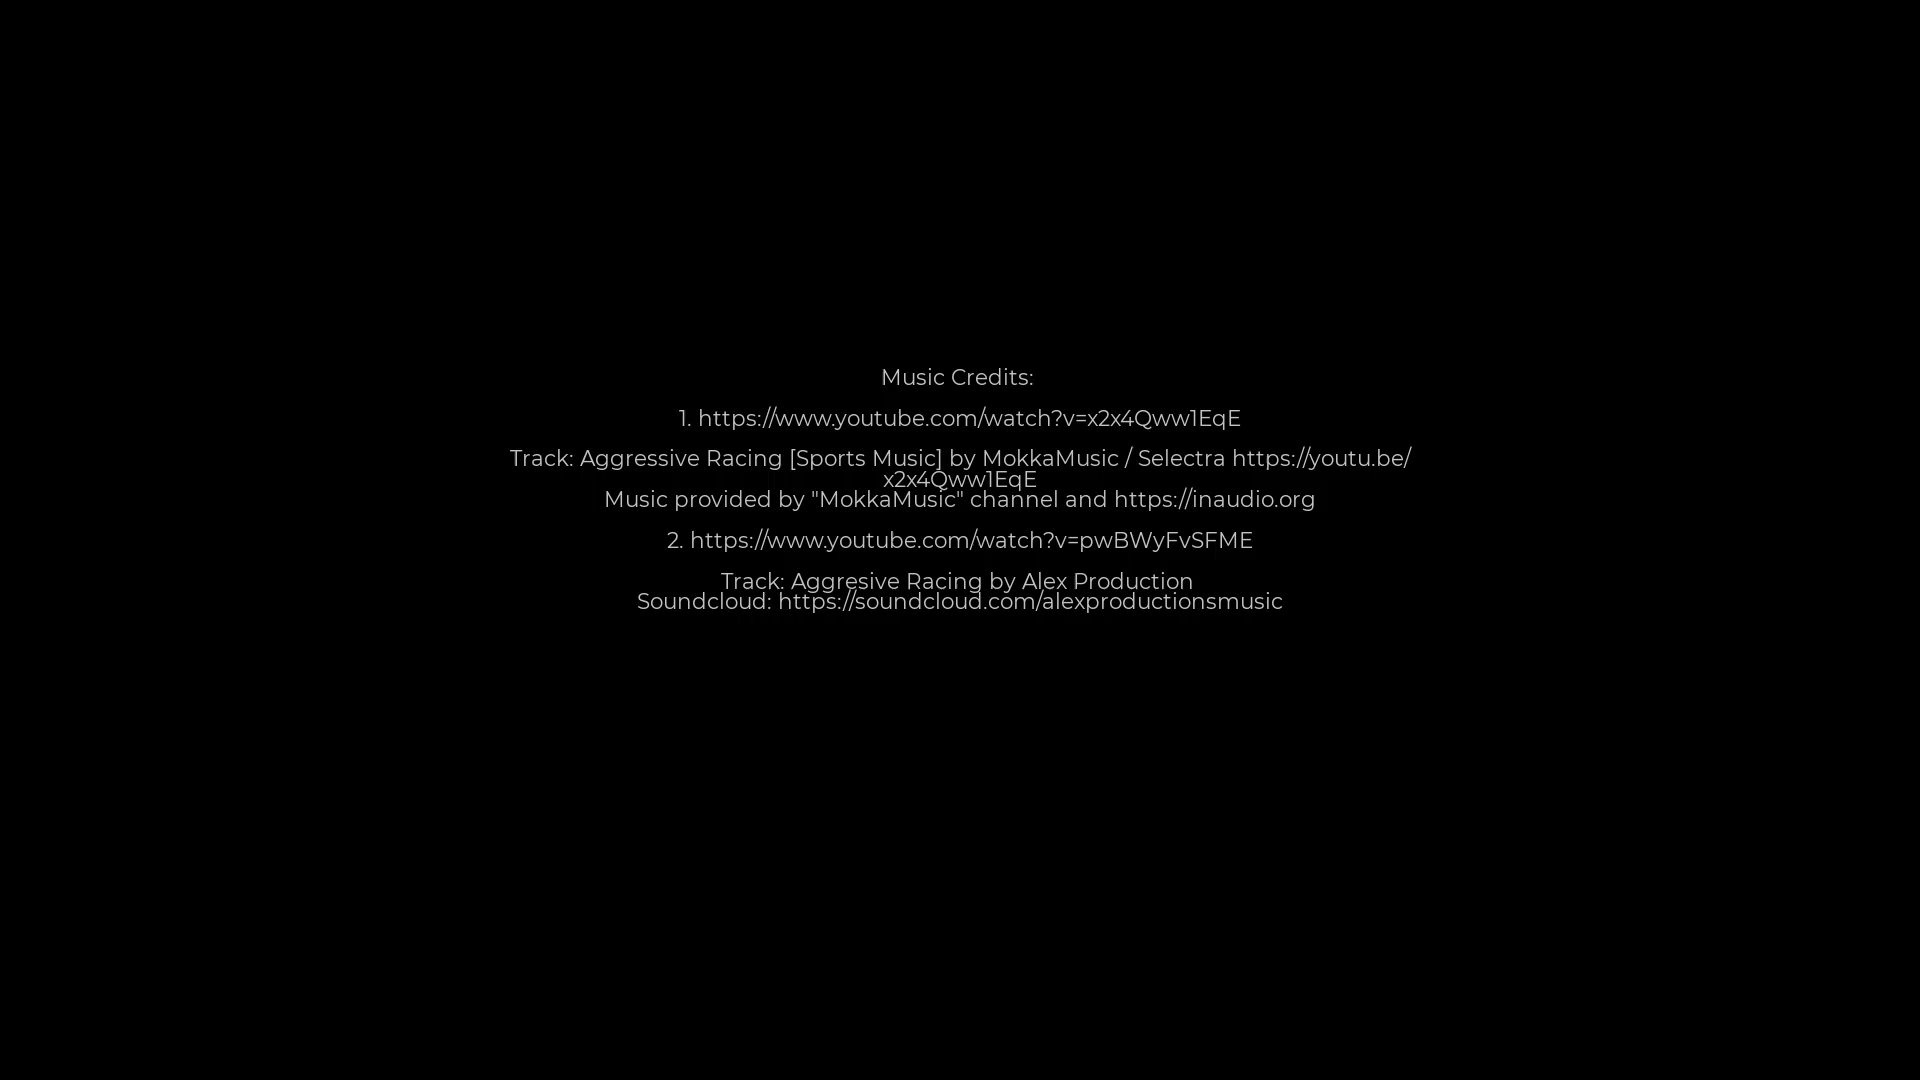 Music Credits:
1. https://www.youtube.com/watch?v=x2x4Qww1EqE
Track: Aggressive Racing [Sports Music] by MokkaMusic / Selectra https://youtu.be/
x2x4Qww1EqE
Music provided by "MokkaMusic" channel and https://inaudio.org
2. https://www.youtube.com/watch?v=pwBWyFvSFME
Track: Aggresive Racing by Alex Production
Soundcloud: https://soundcloud.com/alexproductionsmusic